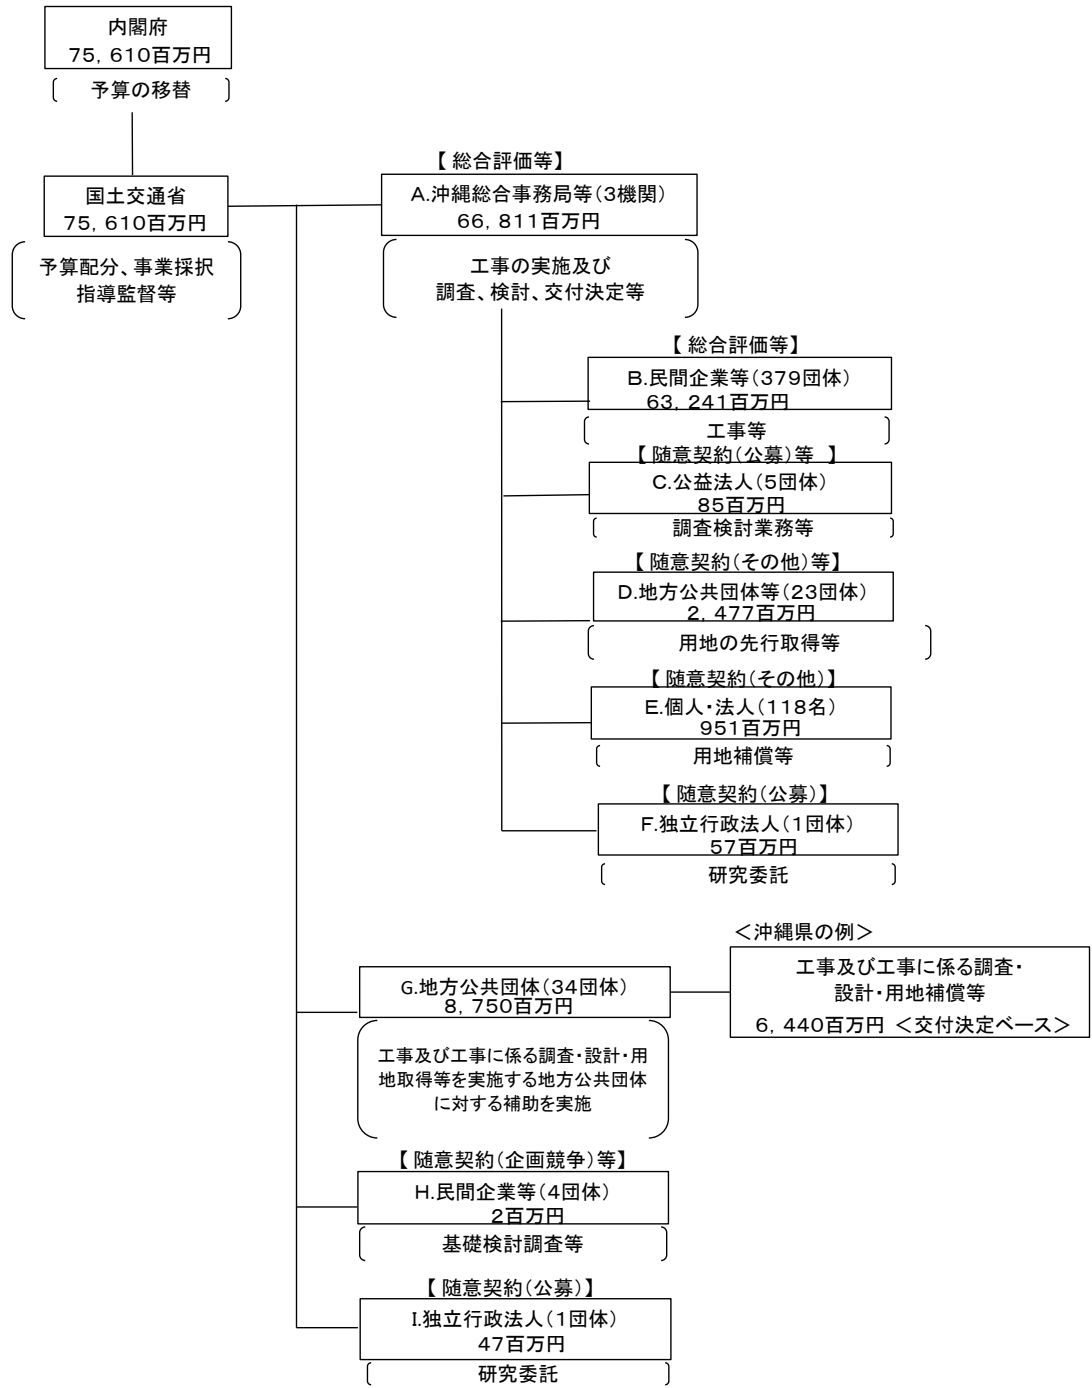 内閣府
75,610百万円
予算の移替
国土交通省
75,610百万円
予算配分、事業採択
指導監督等
【 総合評価等】
A.沖縄総合事務局等(3機関)
66,811百万円
工事の実施及び
調査、検討、交付決定等
【 総合評価等】
B.民間企業等(379団体)
63,241百万円
工事等
【 随意契約(公募)等 】
C.公益法人(5団体)
85百万円
調査検討業務等
【 随意契約(その他)等】
D.地方公共団体等(23団体)
2,477百万円
用地の先行取得等
【 随意契約(その他)】
E.個人・法人(118名)
951百万円
用地補償等
【 随意契約(公募)】
F.独立行政法人(1団体)
57百万円
研究委託
<沖縄県の例>
工事及び工事に係る調査・
設計・用地補償等
6,440百万円 <交付決定ベース>
G.地方公共団体(34団体)
8,750百万円
工事及び工事に係る調査・設計・用
地取得等を実施する地方公共団体
に対する補助を実施
【 随意契約(企画競争)等】
H.民間企業等(4団体)
2百万円
基礎検討調査等
【 随意契約(公募)】
I.独立行政法人(1団体)
47百万円
研究委託